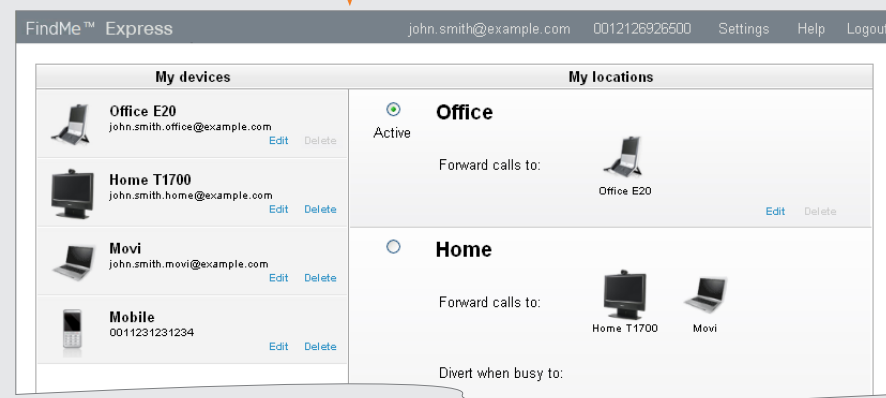 FindMe™ Express john.smith@example.com 0012126926500 Settings Help Logout
My devices
Office E20
john.smith.office@example.com
Edit Delete
Home T1700
john.smith.home@example.com
Edit Delete
Movi
john.smith.movi@example.com
Edit Delete
Mobile
0011231231234
Edit Delete
My locations
Active
Office
Forward calls to:
Office E20
Edit Delete
Home
Forward calls to:
Home T1700 Movi
Divert when busy to: